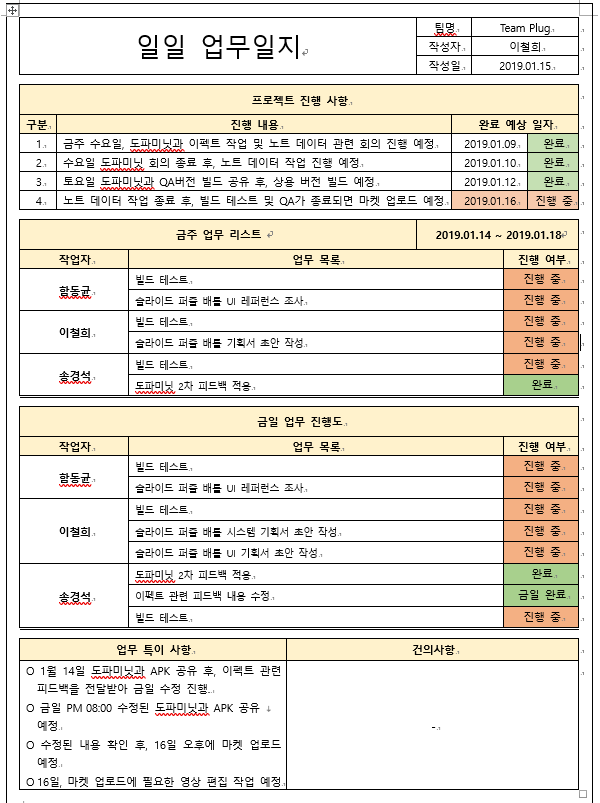 일일 업무일지
팀명 Team Plug
작성자 이철희
작성일 2019.01.15
프로젝트 진행 사항
구분 진행 내용 완료 예상 일자
1 금주 수요일, 도파미닛과 이펙트 작업 및 노트 데이터 관련 회의 진행 예정 2019.01.09 완료
2 수요일 도파미닛 회의 종료 후, 노트 데이터 작업 진행 예정 2019.01.10 완료
3 토요일 도파미닛과 QA버전 빌드 공유 후, 상용 버전 빌드 예정 2019.01.12 완료
4 노트 데이터 작업 종료 후, 빌드 테스트 및 QA가 종료되면 마켓 업로드 예정 2019.01.16 진행 중
금주 업무 리스트 2019.01.14 ~ 2019.01.18
작업자 업무 목록 진행 여부
함동균 빌드 테스트 진행 중
슬라이드 퍼즐 배틀 UI 레퍼런스 조사 진행 중
이철희 빌드 테스트 진행 중
슬라이드 퍼즐 배틀 기획서 초안 작성 진행 중
송경석 빌드 테스트 진행 중
도파미닛 2차 피드백 적용 완료
금일 업무 진행도
작업자 업무 목록 진행 여부
함동균 빌드 테스트 진행 중
슬라이드 퍼즐 배틀 UI 레퍼런스 조사 진행 중
이철희 빌드 테스트 진행 중
슬라이드 퍼즐 배틀 시스템 기획서 초안 작성 진행 중
슬라이드 퍼즐 배틀 UI 기획서 초안 작성 진행 중
송경석 도파미닛 2차 피드백 적용 완료
이펙트 관련 피드백 내용 수정 금일 완료
빌드 테스트 진행 중
업무 특이 사항 건의사항
O 1월 14일 도파미닛과 APK 공유 후, 이펙트 관련
피드백을 전달받아 금일 수정 진행.
O 금일 PM 08:00 수정된 도파미닛과 APK 공유
예정
O 수정된 내용 확인 후, 16일 오후에 마켓 업로드
예정
O 16일, 마켓 업로드에 필요한 영상 편집 작업 예정
-